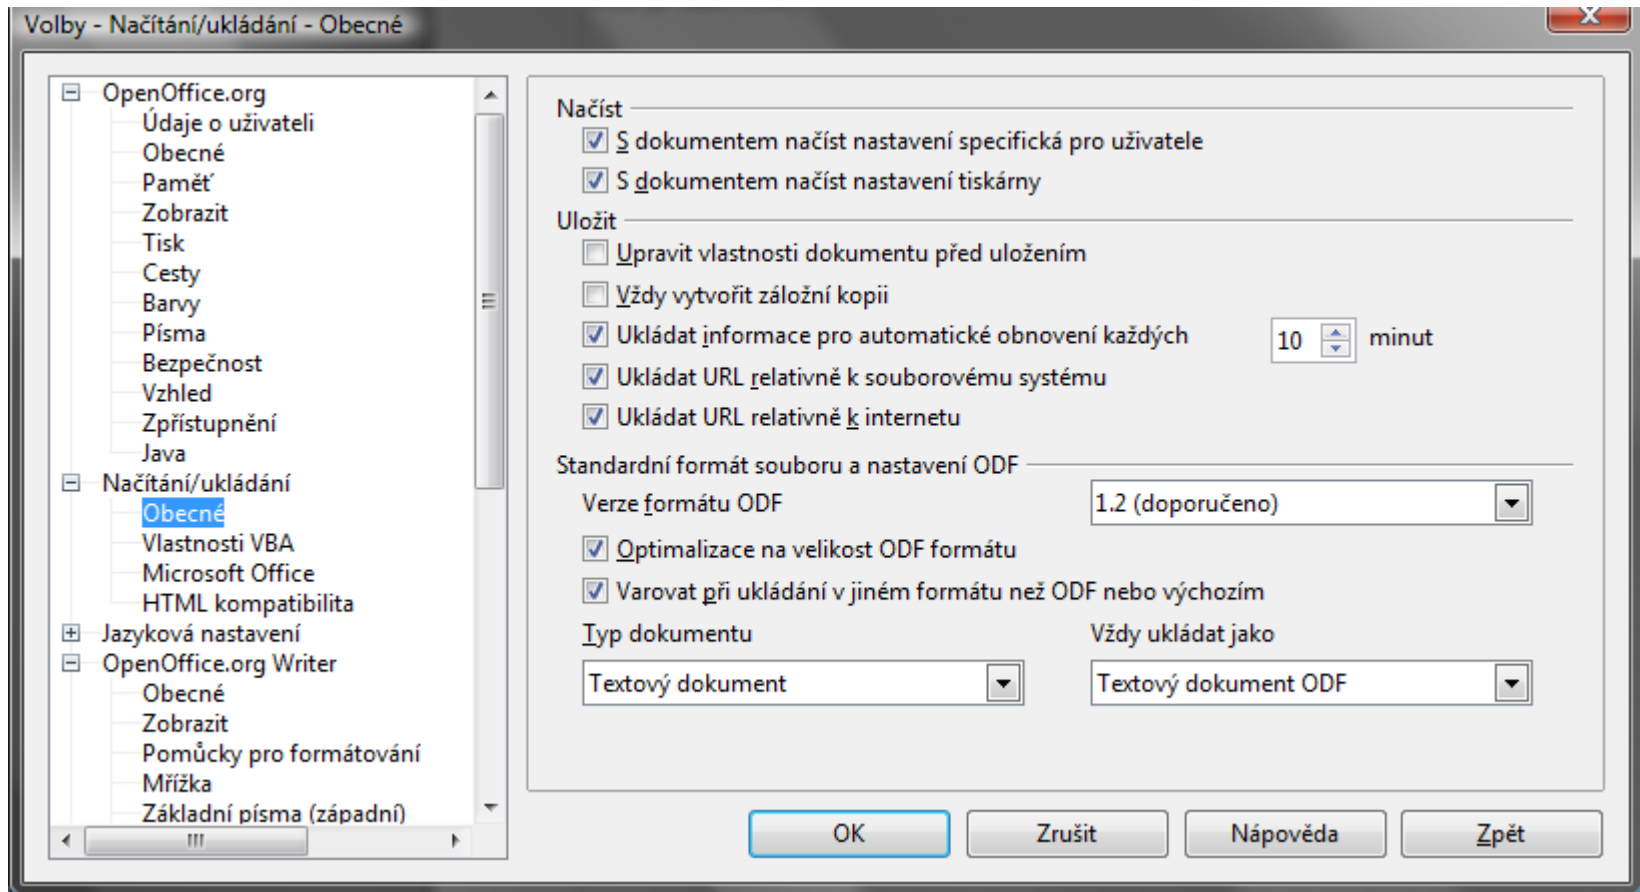 Volby - Načítání/ukládání - Obecné
OpenOffice.org
Údaje o uživateli
Obecné
Paměť
Zobrazit
Tisk
Cesty
Barvy
Písma
Bezpečnost
Vzhled
Zpřístupnění
Java
Načítání/ukládání
Obecné
Vlastnosti VBA
Microsoft Office
HTML kompatibilita
Jazyková nastavení
OpenOffice.org Writer
Obecné
Zobrazit
Pomůcky pro formátování
Mřížka
Základní písma (západní)
Načíst
S dokumentem načíst nastavení specifická pro uživatele
S dokumentem načíst nastavení tiskárny
Uložit
Upravit vlastnosti dokumentu před uložením
Vždy vytvořit záložní kopii
Ukládat informace pro automatické obnovení každých 10 minut
Ukládat URL relativně k souborovému systému
Ukládat URL relativně k internetu
Standardní formát souboru a nastavení ODF
Verze formátu ODF 1.2 (doporučeno)
Optimalizace na velikost ODF formátu
Varovat při ukládání v jiném formátu než ODF nebo výchozím
Typ dokumentu Vždy ukládat jako
Textový dokument Textový dokument ODF
OK Zrušit Nápověda Zpět